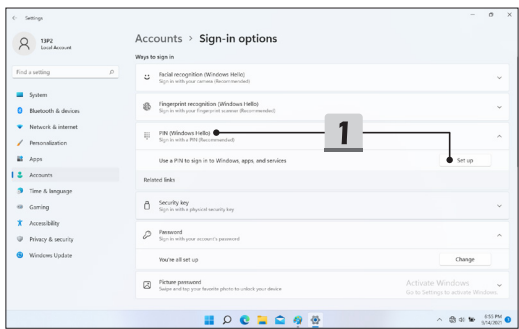 Settings
13P2
Local Account
Find a setting
System
Bluetooth & devices
Network & internet
Personalization
Apps
Accounts
Time & language
Gaming
Accessibility
Privacy & security
Windows Update
Accounts > Sign-in options
Ways to sign in
Facial recognition (Windows Hello)
Sign in with your camera (Recommended)
Fingerprint recognition (Windows Hello)
Sign in with your fingerprint scanner (Recommended)
PIN (Windows Hello)
Sign in with a PIN (Recommended)
1
Use a PIN to sign in to Windows, apps, and services
Set up
Related links
Security key
Sign in with a physical security key
Password
Sign in with your account's password
You're all set up
Change
Picture password
Swipe and tap your favorite photo to unlock your device
Activate Windows
Go to Settings to activate Windows.
6:55 PM
9/14/2021